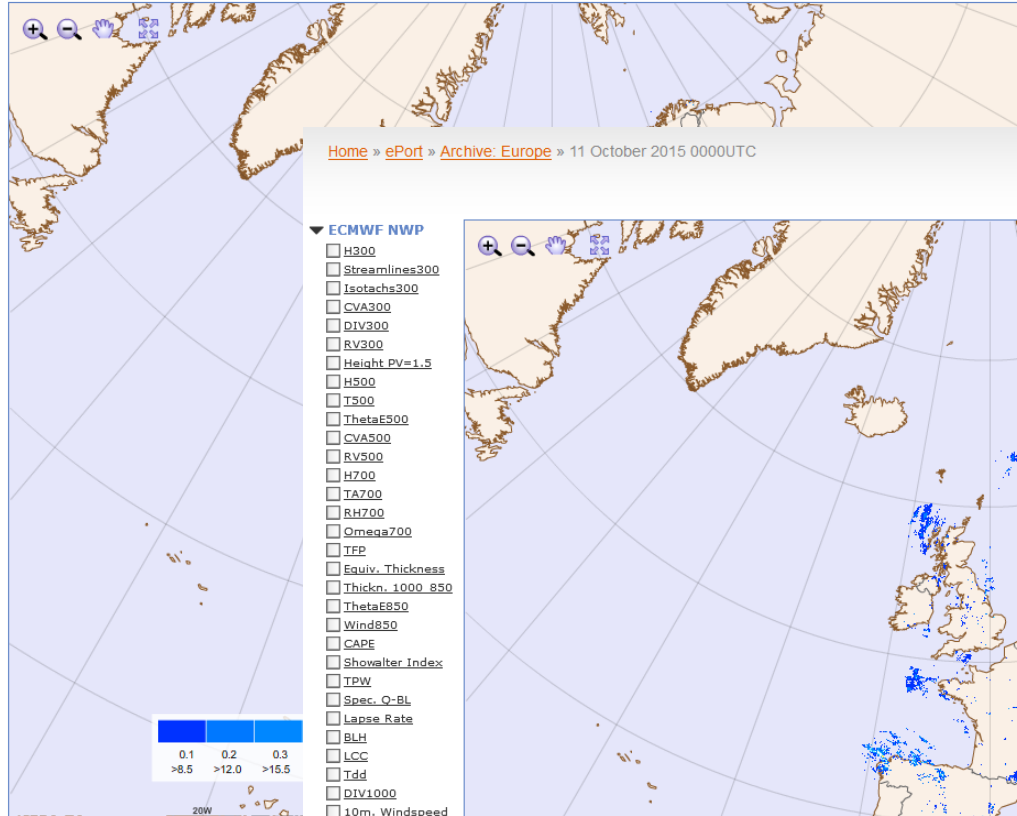 Home » ePort » Archive: Europe » 11 October 2015 0000UTC
ECMWF NWP
H300
Streamlines300
Isotachs300
CVA300
DIV300
RV300
Height PV=1.5
H500
T500
ThetaE500
CVA500
RV500
H700
TA700
RH700
Omega700
TFP
Equiv. Thickness
Thickn. 1000_850
ThetaE850
Wind850
CAPE
Showalter Index
TPW
Spec. Q-BL
Lapse Rate
BLH
LCC
Tdd
DIV1000
10m. Windspeed
0.1 0.2 0.3
>8.5 >12.0 >15.5
20W